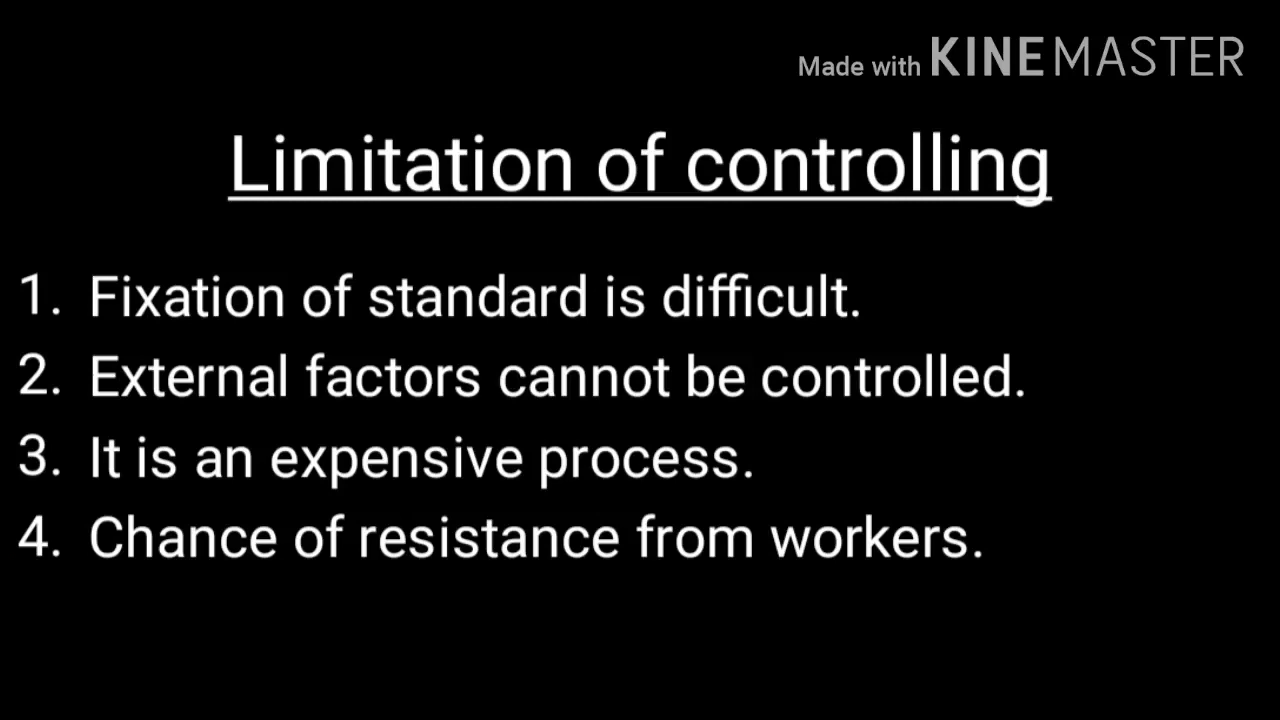 Made with KINEMASTER
Limitation of controlling
1. Fixation of standard is difficult.
2. External factors cannot be controlled.
3. It is an expensive process.
4. Chance of resistance from workers.